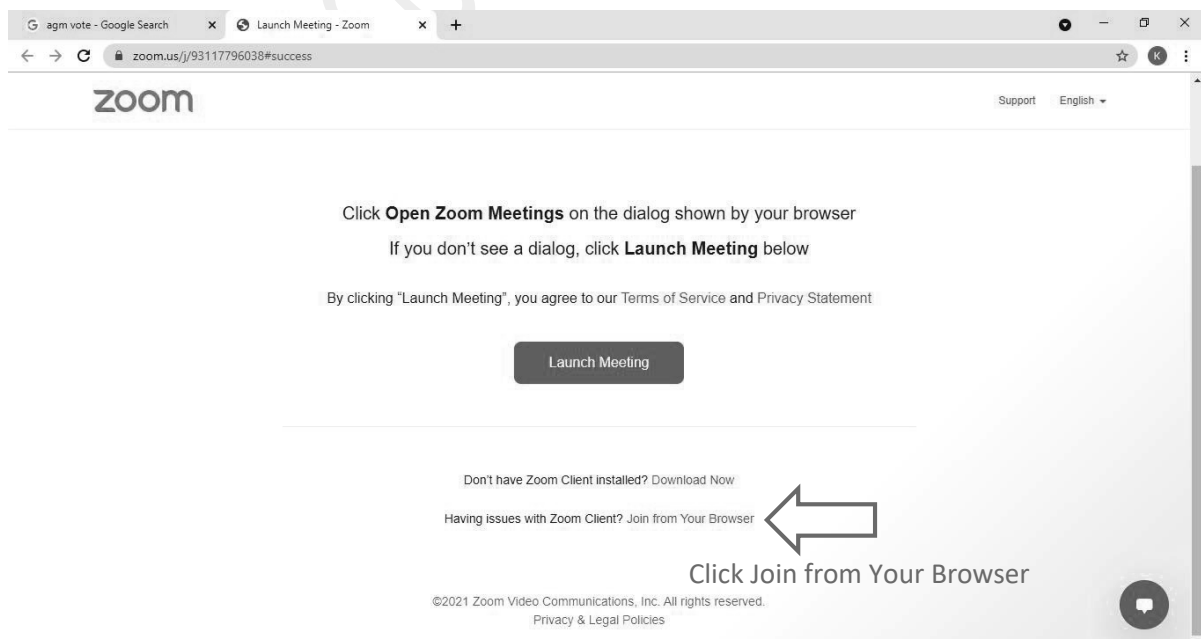 G agm vote - Google Search
Launch Meeting - Zoom
zoom.us/j/93117796038#success
K
zoom
Support English
Click Open Zoom Meetings on the dialog shown by your browser
If you don't see a dialog, click Launch Meeting below
By clicking “Launch Meeting”, you agree to our Terms of Service and Privacy Statement
Launch Meeting
Don't have Zoom Client installed? Download Now
Having issues with Zoom Client? Join from Your Browser
Click Join from Your Browser
©2021 Zoom Video Communications, Inc. All rights reserved.
Privacy & Legal Policies